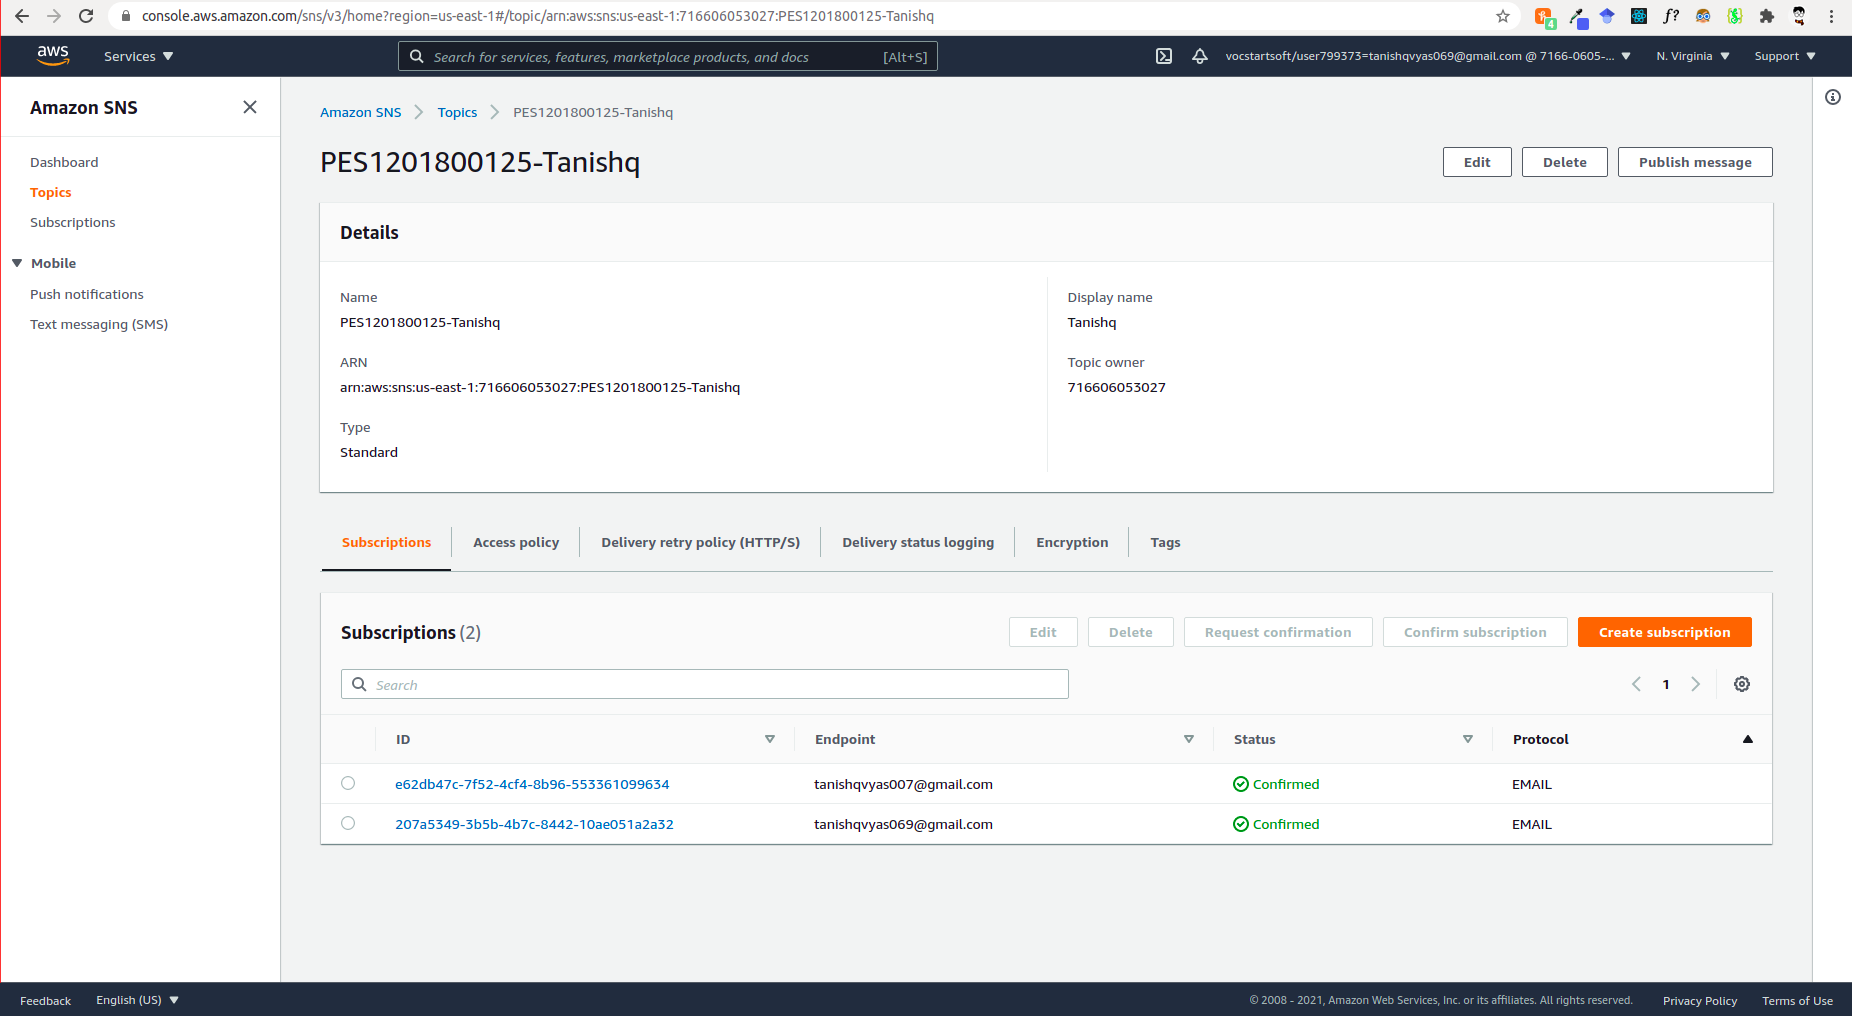 console.aws.amazon.com/sns/v3/home?region=us-east-1#/topic/arn:aws:sns:us-east-1:716606053027:PES1201800125-Tanishq
4
f?
aws
Services
Search for services, features, marketplace products, and docs [Alt+S]
vocstartsoft/user799373=tanishqvyas069@gmail.com @ 7166-0605-...
N. Virginia
Support
Amazon SNS
Dashboard
Topics
Subscriptions
Mobile
Push notifications
Text messaging (SMS)
Amazon SNS
Topics
PES1201800125-Tanishq
PES1201800125-Tanishq
Edit
Delete
Publish message
Details
Name
PES1201800125-Tanishq
ARN
arn:aws:sns:us-east-1:716606053027:PES1201800125-Tanishq
Type
Standard
Display name
Tanishq
Topic owner
716606053027
Subscriptions
Access policy
Delivery retry policy (HTTP/S)
Delivery status logging
Encryption
Tags
Subscriptions (2)
Edit
Delete
Request confirmation
Confirm subscription
Create subscription
Search
1
ID Endpoint Status Protocol
e62db47c-7f52-4cf4-8b96-553361099634 tanishqvyas007@gmail.com Confirmed EMAIL
207a5349-3b5b-4b7c-8442-10ae051a2a32 tanishqvyas069@gmail.com Confirmed EMAIL
Feedback
English (US)
© 2008 - 2021, Amazon Web Services, Inc. or its affiliates. All rights reserved.
Privacy Policy
Terms of Use